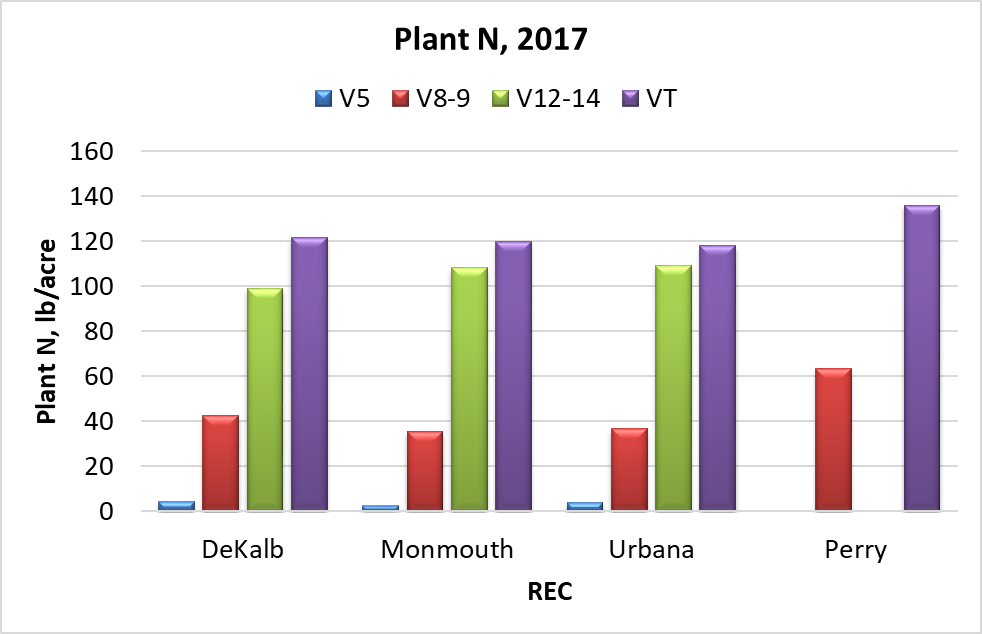 Plant N, 2017
V5 V8-9 V12-14 VT
160
140
120
100
80
60
40
20
0
Plant N, lb/acre
DeKalb Monmouth Urbana Perry
REC